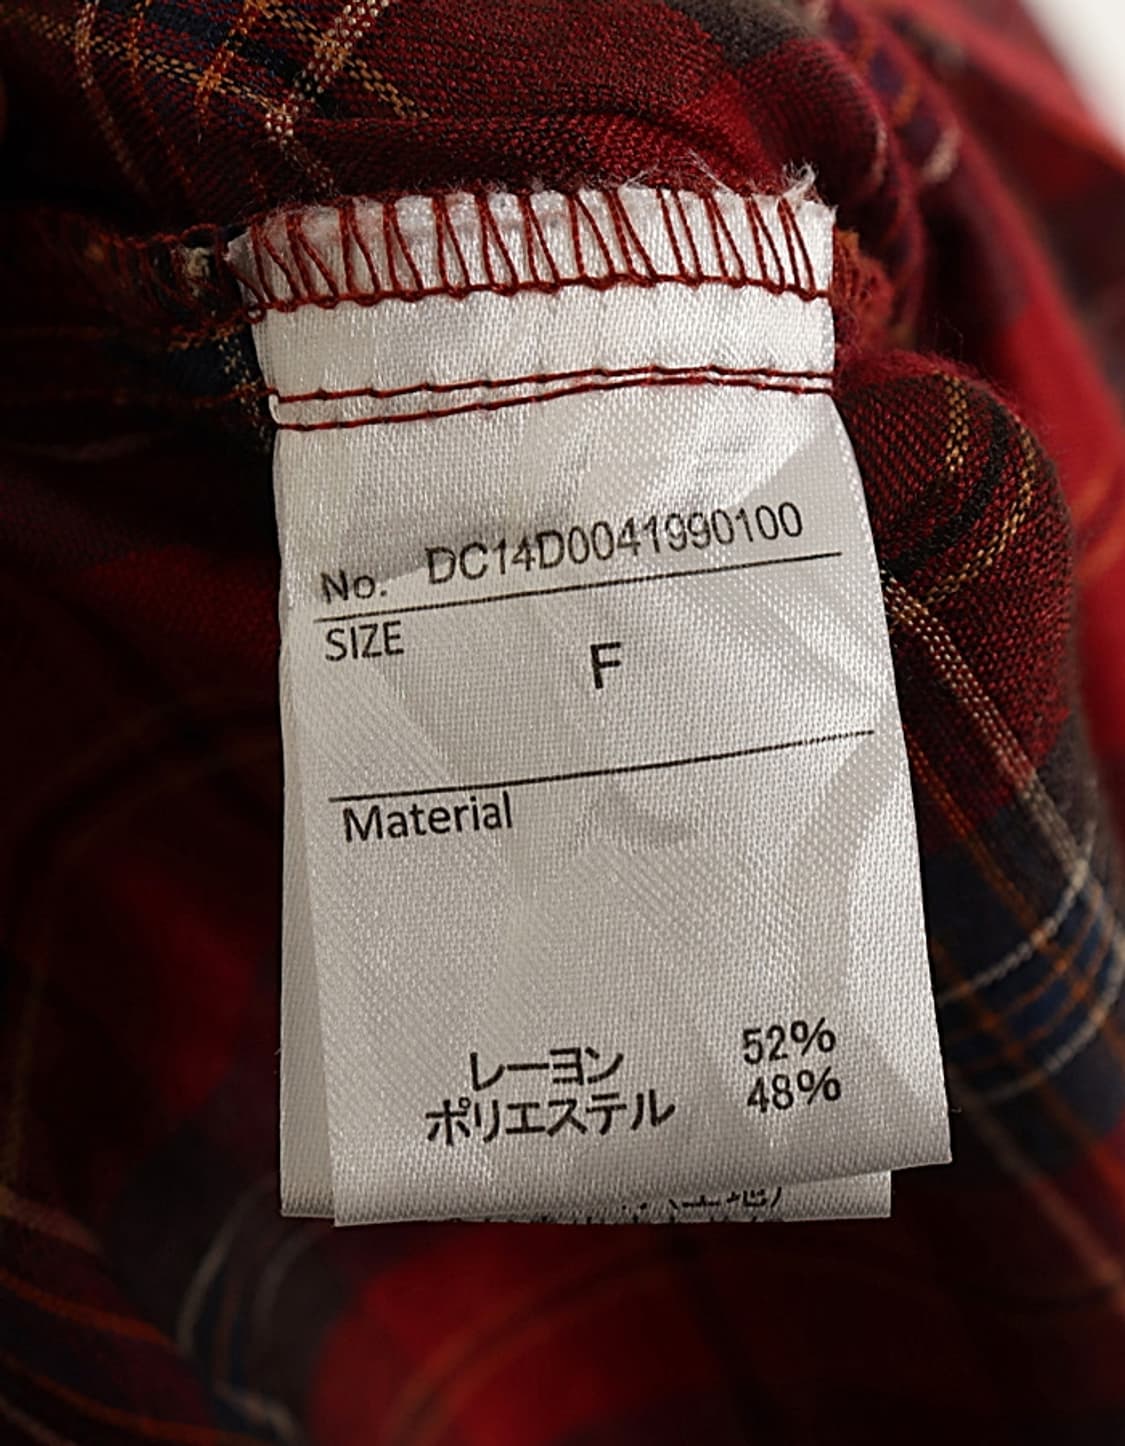 No. DC14D0041990100
SIZE
F
Material
レーヨン 52%
ポリエステル 48%